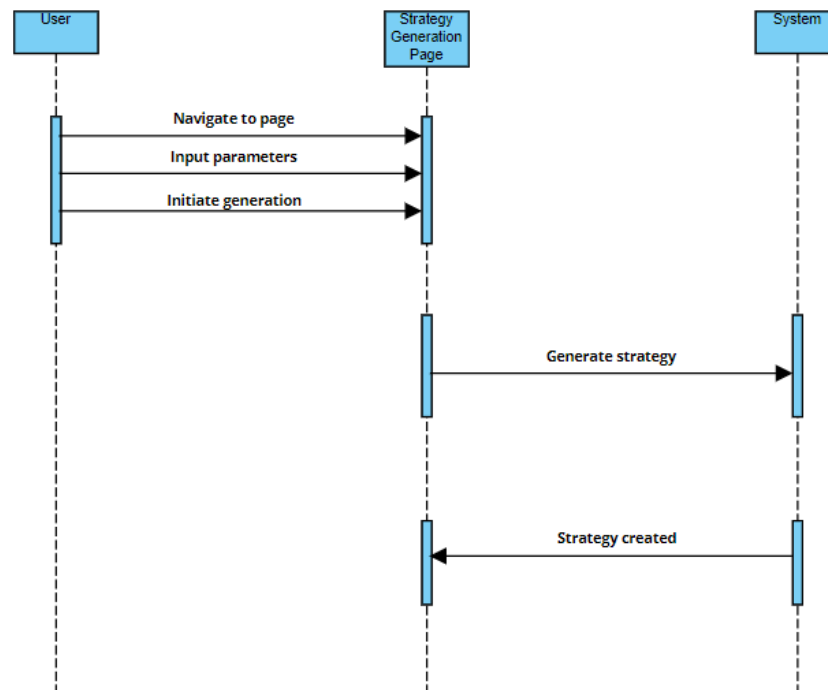 User
Strategy
Generation
Page
System
Navigate to page
Input parameters
Initiate generation
Generate strategy
Strategy created